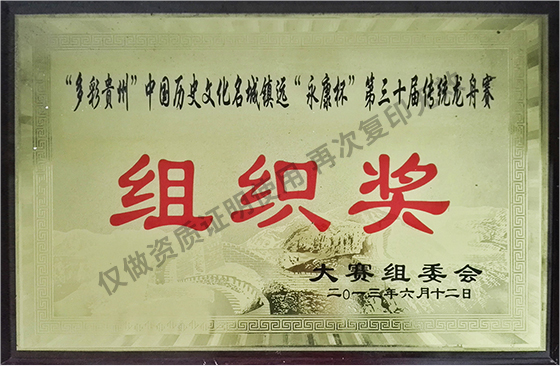 “多彩贵州”中国历史文化名城镇远“永康杯”第三十届传统龙舟赛
组织奖
大赛组委会
二〇一三年六月十二日
仅做资质证明使用 再次复印